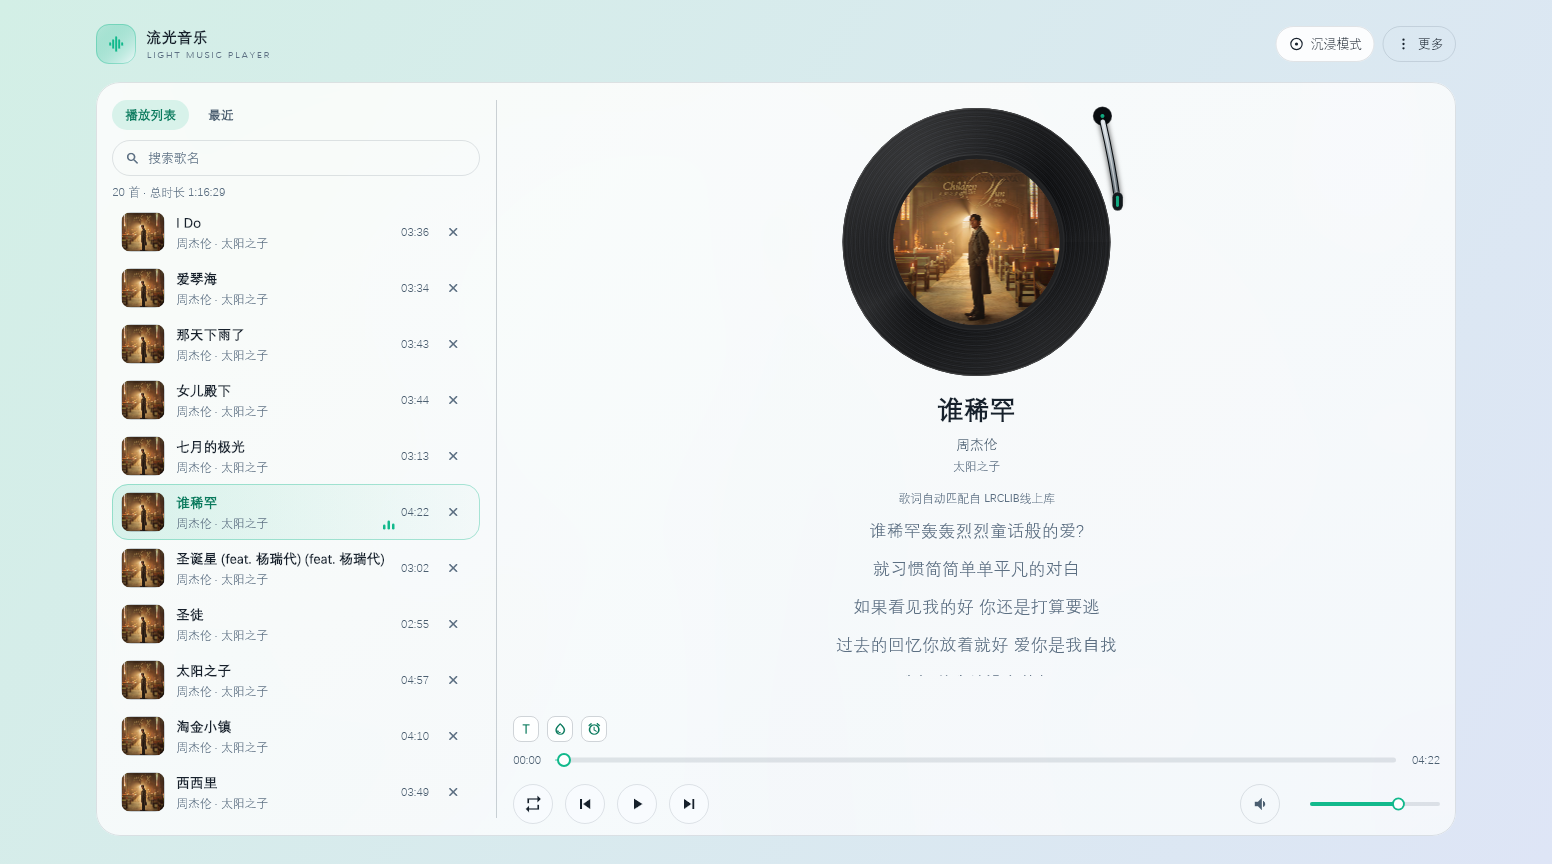 流光音乐
LIGHT MUSIC PLAYER
沉浸模式
更多
播放列表
最近
搜索歌名
20 首 · 总时长 1:16:29
I Do
周杰伦 · 太阳之子
03:36
爱琴海
周杰伦 · 太阳之子
03:34
那天下雨了
周杰伦 · 太阳之子
03:43
女儿殿下
周杰伦 · 太阳之子
03:44
七月的极光
周杰伦 · 太阳之子
03:13
谁稀罕
周杰伦 · 太阳之子
04:22
圣诞星 (feat. 杨瑞代) (feat. 杨瑞代)
周杰伦 · 太阳之子
03:02
圣徒
周杰伦 · 太阳之子
02:55
太阳之子
周杰伦 · 太阳之子
04:57
淘金小镇
周杰伦 · 太阳之子
04:10
西西里
周杰伦 · 太阳之子
03:49
Children
谁稀罕
周杰伦
太阳之子
歌词自动匹配自 LRCLIB线上库
谁稀罕轰轰烈烈童话般的爱?
就习惯简简单单平凡的对白
如果看见我的好 你还是打算要逃
过去的回忆你放着就好 爱你是我自找
T
00:00
04:22